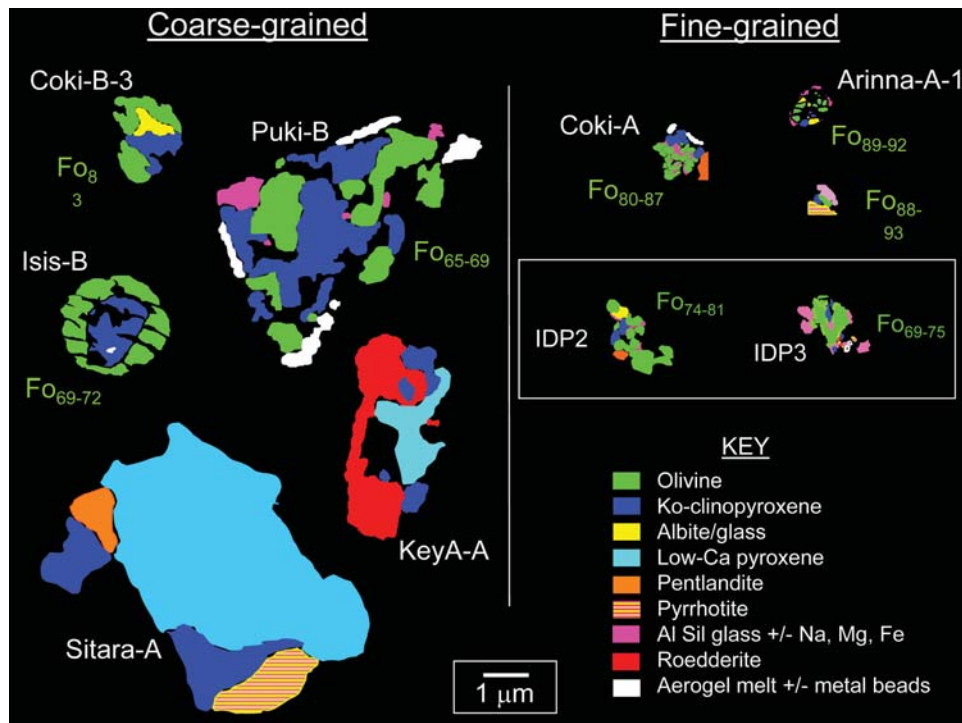 Coarse-grained
Fine-grained
Coki-B-3
Arinna-A-1
Puki-B
Coki-A
Fo89-92
Fo8
3
Fo80-87
Fo88-
93
Isis-B
Fo65-69
Fo74-81
IDP2
IDP3
Fo69-75
Fo69-72
KEY
Olivine
Ko-clinopyroxene
Albite/glass
Low-Ca pyroxene
KeyA-A
Pentlandite
Pyrrhotite
Sitara-A
Al Sil glass +/- Na, Mg, Fe
Roedderite
1 μm
Aerogel melt +/- metal beads